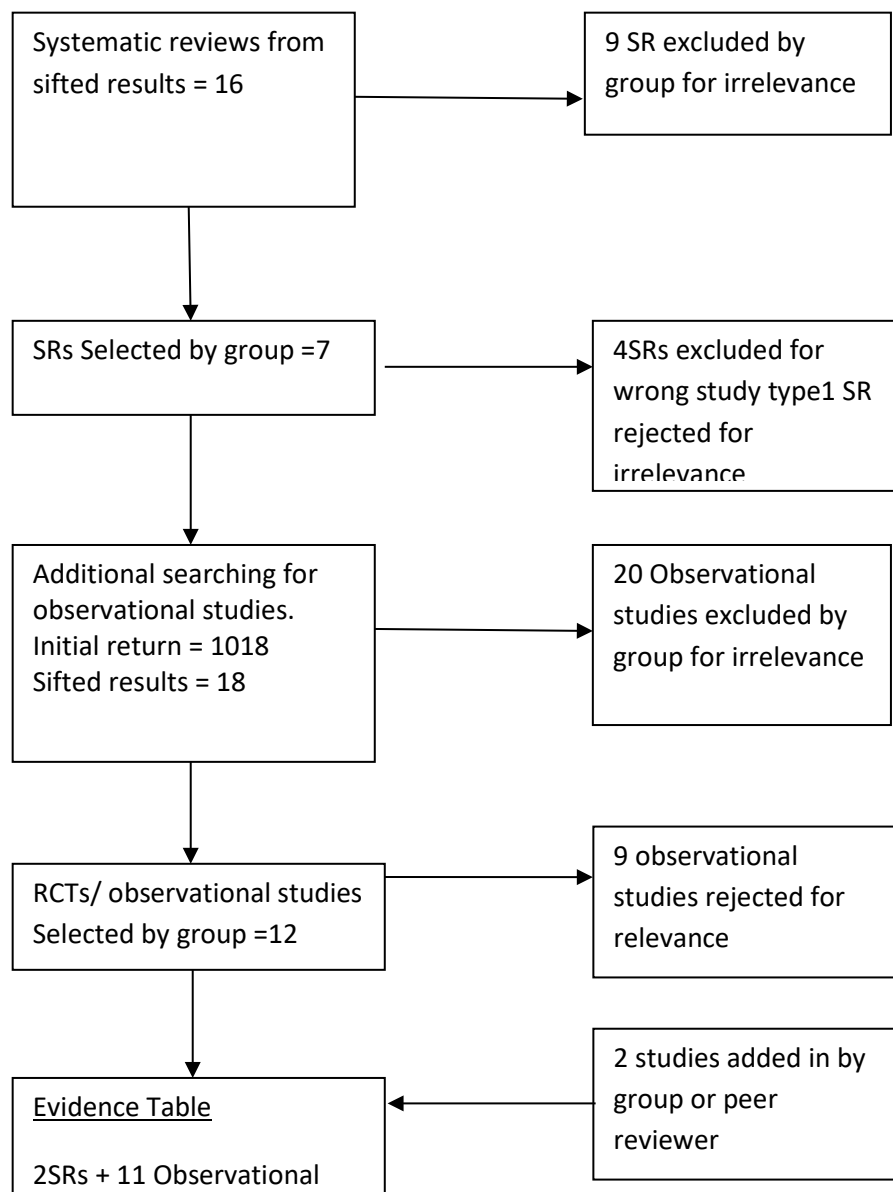 Systematic reviews from
sifted results = 16
9 SR excluded by
group for irrelevance
SRs Selected by group =7
4SRs excluded for
wrong study type1 SR
rejected for
irrelevance
Additional searching for
observational studies.
Initial return = 1018
Sifted results = 18
20 Observational
studies excluded by
group for irrelevance
RCTs/ observational studies
Selected by group =12
9 observational
studies rejected for
relevance
2 studies added in by
group or peer
reviewer
Evidence Table
2SRs + 11 Observational